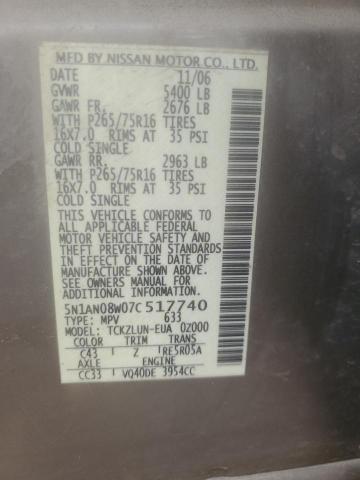 MFD BY NISSAN MOTOR CO., LTD.
DATE 11/06
GVWR 5400 LB
GAWR FR. 2676 LB
WITH P265/75R16 TIRES
16X7.0 RIMS AT 35 PSI
COLD SINGLE
GAWR RR. 2963 LB
WITH P265/75R16 TIRES
16X7.0 RIMS AT 35 PSI
COLD SINGLE
THIS VEHICLE CONFORMS TO
ALL APPLICABLE FEDERAL
MOTOR VEHICLE SAFETY AND
THEFT PREVENTION STANDARDS
IN EFFECT ON THE DATE OF
MANUFACTURE SHOWN ABOVE.
SEE OWNERS MANUAL FOR
ADDITIONAL INFORMATION.
5N1AN08W07C517740
TYPE: MPV 633
MODEL: TCKZLUN-EUA 02000
COLOR TRIM TRANS
C43 Z RE5R05A
AXLE ENGINE
CC33 VQ40DE 3954CC